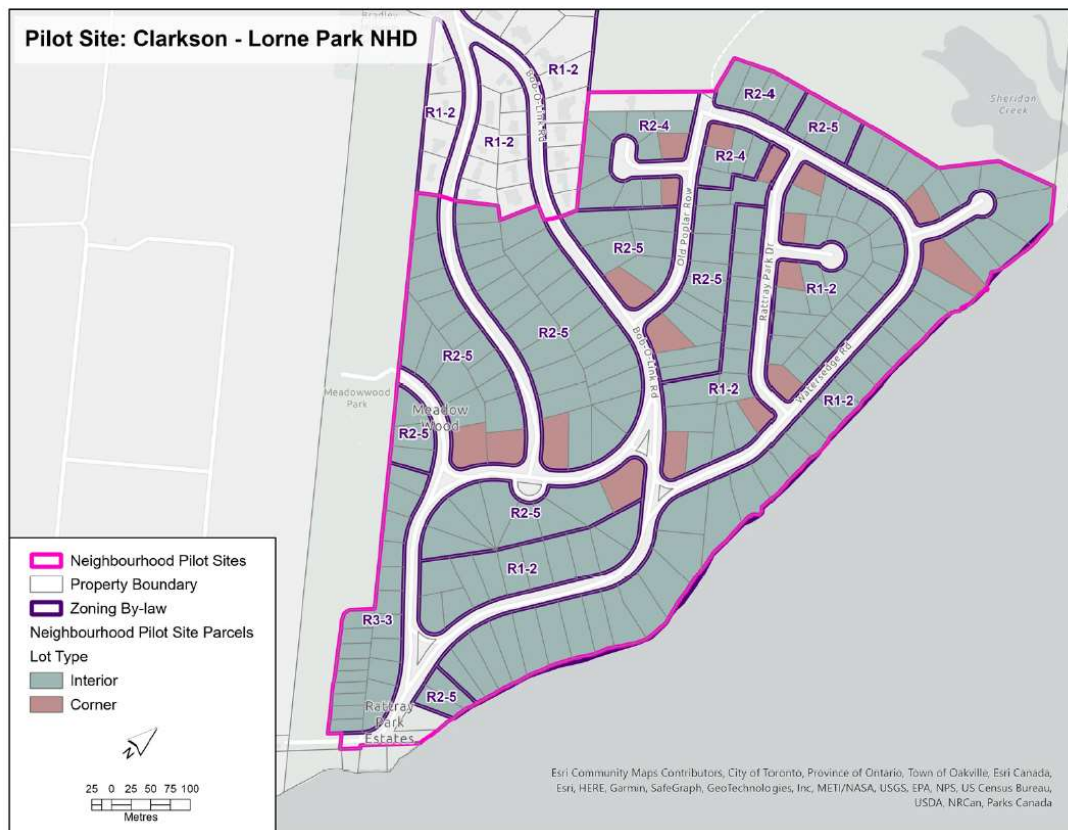 Pilot Site: Clarkson - Lorne Park NHD
Bradley
R1-2
R1-2
R1-2
Bob-O-Link Rd
Sheridan
Creek
R2-4
R2-4
R2-5
R2-4
Old Poplar Row
R2-5
R2-5
Rattray Park Dr
R1-2
R2-5
R2-5
Bob-O-Link Rd
R1-2
Watersedge Rd
R1-2
Meadowwood
Park
Meadow
Wood
R2-5
R2-5
R1-2
R3-3
R2-5
Rattray
Park
Estates
Neighbourhood Pilot Sites
Property Boundary
Zoning By-law
Neighbourhood Pilot Site Parcels
Lot Type
Interior
Corner
N
25 0 25 50 75 100
Metres
Esri Community Maps Contributors, City of Toronto, Province of Ontario, Town of Oakville, Esri Canada,
Esri, HERE, Garmin, SafeGraph, GeoTechnologies, Inc, METI/NASA, USGS, EPA, NPS, US Census Bureau,
USDA, NRCan, Parks Canada